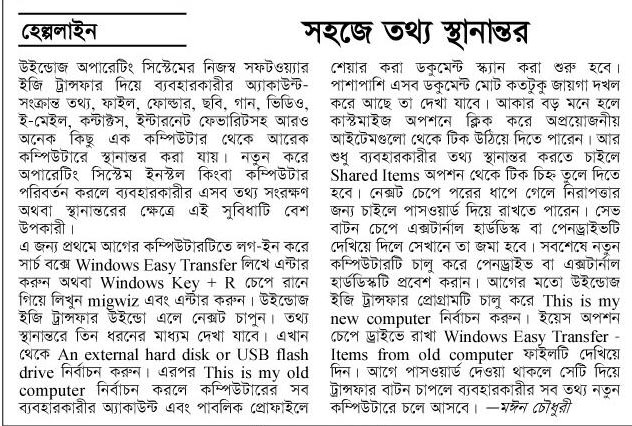 হেল্পলাইন
সহজে তথ্য স্থানান্তর
উইন্ডোজ অপারেটিং সিস্টেমের নিজস্ব সফটওয়্যার
ইজি ট্রান্সফার দিয়ে ব্যবহারকারীর অ্যাকাউন্ট-
সংক্রান্ত তথ্য, ফাইল, ফোল্ডার, ছবি, গান, ভিডিও,
ই-মেইল, কন্টাক্টস, ইন্টারনেট ফেভারিটসহ আরও
অনেক কিছু এক কম্পিউটার থেকে আরেক
কম্পিউটারে স্থানান্তর করা যায়। নতুন করে
অপারেটিং সিস্টেম ইনস্টল কিংবা কম্পিউটার
পরিবর্তন করলে ব্যবহারকারীর এসব তথ্য সংরক্ষণ
অথবা স্থানান্তরের ক্ষেত্রে এই সুবিধাটি বেশ
উপকারী।
এ জন্য প্রথমে আগের কম্পিউটারটিতে লগ-ইন করে
সার্চ বক্সে Windows Easy Transfer লিখে এন্টার
করুন অথবা Windows Key + R চেপে রানে
গিয়ে লিখুন migwiz এবং এন্টার করুন। উইন্ডোজ
ইজি ট্রান্সফার উইন্ডো এলে নেক্সট চাপুন। তথ্য
স্থানান্তরে তিন ধরনের মাধ্যম দেখা যাবে। এখান
থেকে An external hard disk or USB flash
drive নির্বাচন করুন। এরপর This is my old
computer নির্বাচন করলে কম্পিউটারের সব
ব্যবহারকারীর অ্যাকাউন্ট এবং পাবলিক প্রোফাইলে
শেয়ার করা ডকুমেন্ট স্ক্যান করা শুরু হবে।
পাশাপাশি এসব ডকুমেন্ট মোট কতটুকু জায়গা দখল
করে আছে তা দেখা যাবে। আকার বড় মনে হলে
কাস্টমাইজ অপশনে ক্লিক করে অপ্রয়োজনীয়
আইটেমগুলো থেকে টিক উঠিয়ে দিতে পারেন। আর
শুধু ব্যবহারকারীর তথ্য স্থানান্তর করতে চাইলে
Shared Items অপশন থেকে টিক চিহ্ন তুলে দিতে
হবে। নেক্সট চেপে পরের ধাপে গেলে নিরাপত্তার
জন্য চাইলে পাসওয়ার্ড দিয়ে রাখতে পারেন। সেভ
বাটন চেপে এক্সটার্নাল হার্ডডিস্ক বা পেনড্রাইভটি
দেখিয়ে দিলে সেখানে তা জমা হবে। সবশেষে নতুন
কম্পিউটারটি চালু করে পেনড্রাইভ বা এক্সটার্নাল
হার্ডডিস্কটি প্রবেশ করান। আগের মতো উইন্ডোজ
ইজি ট্রান্সফার প্রোগ্রামটি চালু করে This is my
new computer নির্বাচন করুন। ইয়েস অপশন
চেপে ড্রাইভে রাখা Windows Easy Transfer -
Items from old computer ফাইলটি দেখিয়ে
দিন। আগে পাসওয়ার্ড দেওয়া থাকলে সেটি দিয়ে
ট্রান্সফার বাটন চাপলে ব্যবহারকারীর সব তথ্য নতুন
কম্পিউটারে চলে আসবে। —মঈন চৌধুরী